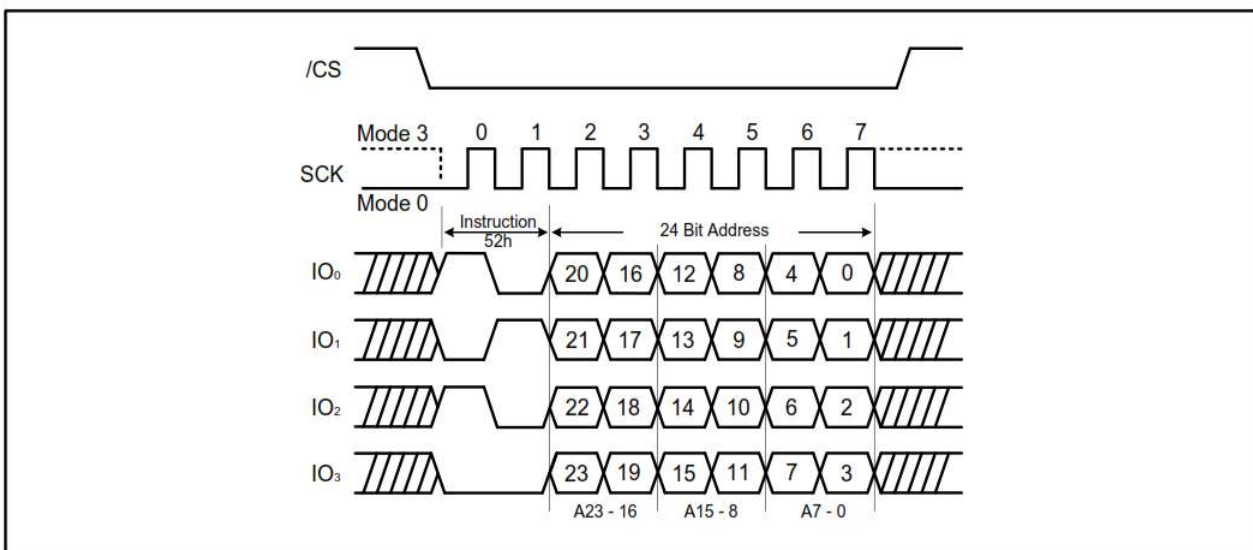 /CS
Mode 3 0 1 2 3 4 5 6 7
SCK
Mode 0
Instruction
52h
24 Bit Address
IO₀ 20 16 12 8 4 0
IO₁ 21 17 13 9 5 1
IO₂ 22 18 14 10 6 2
IO₃ 23 19 15 11 7 3
A23 - 16 A15 - 8 A7 - 0